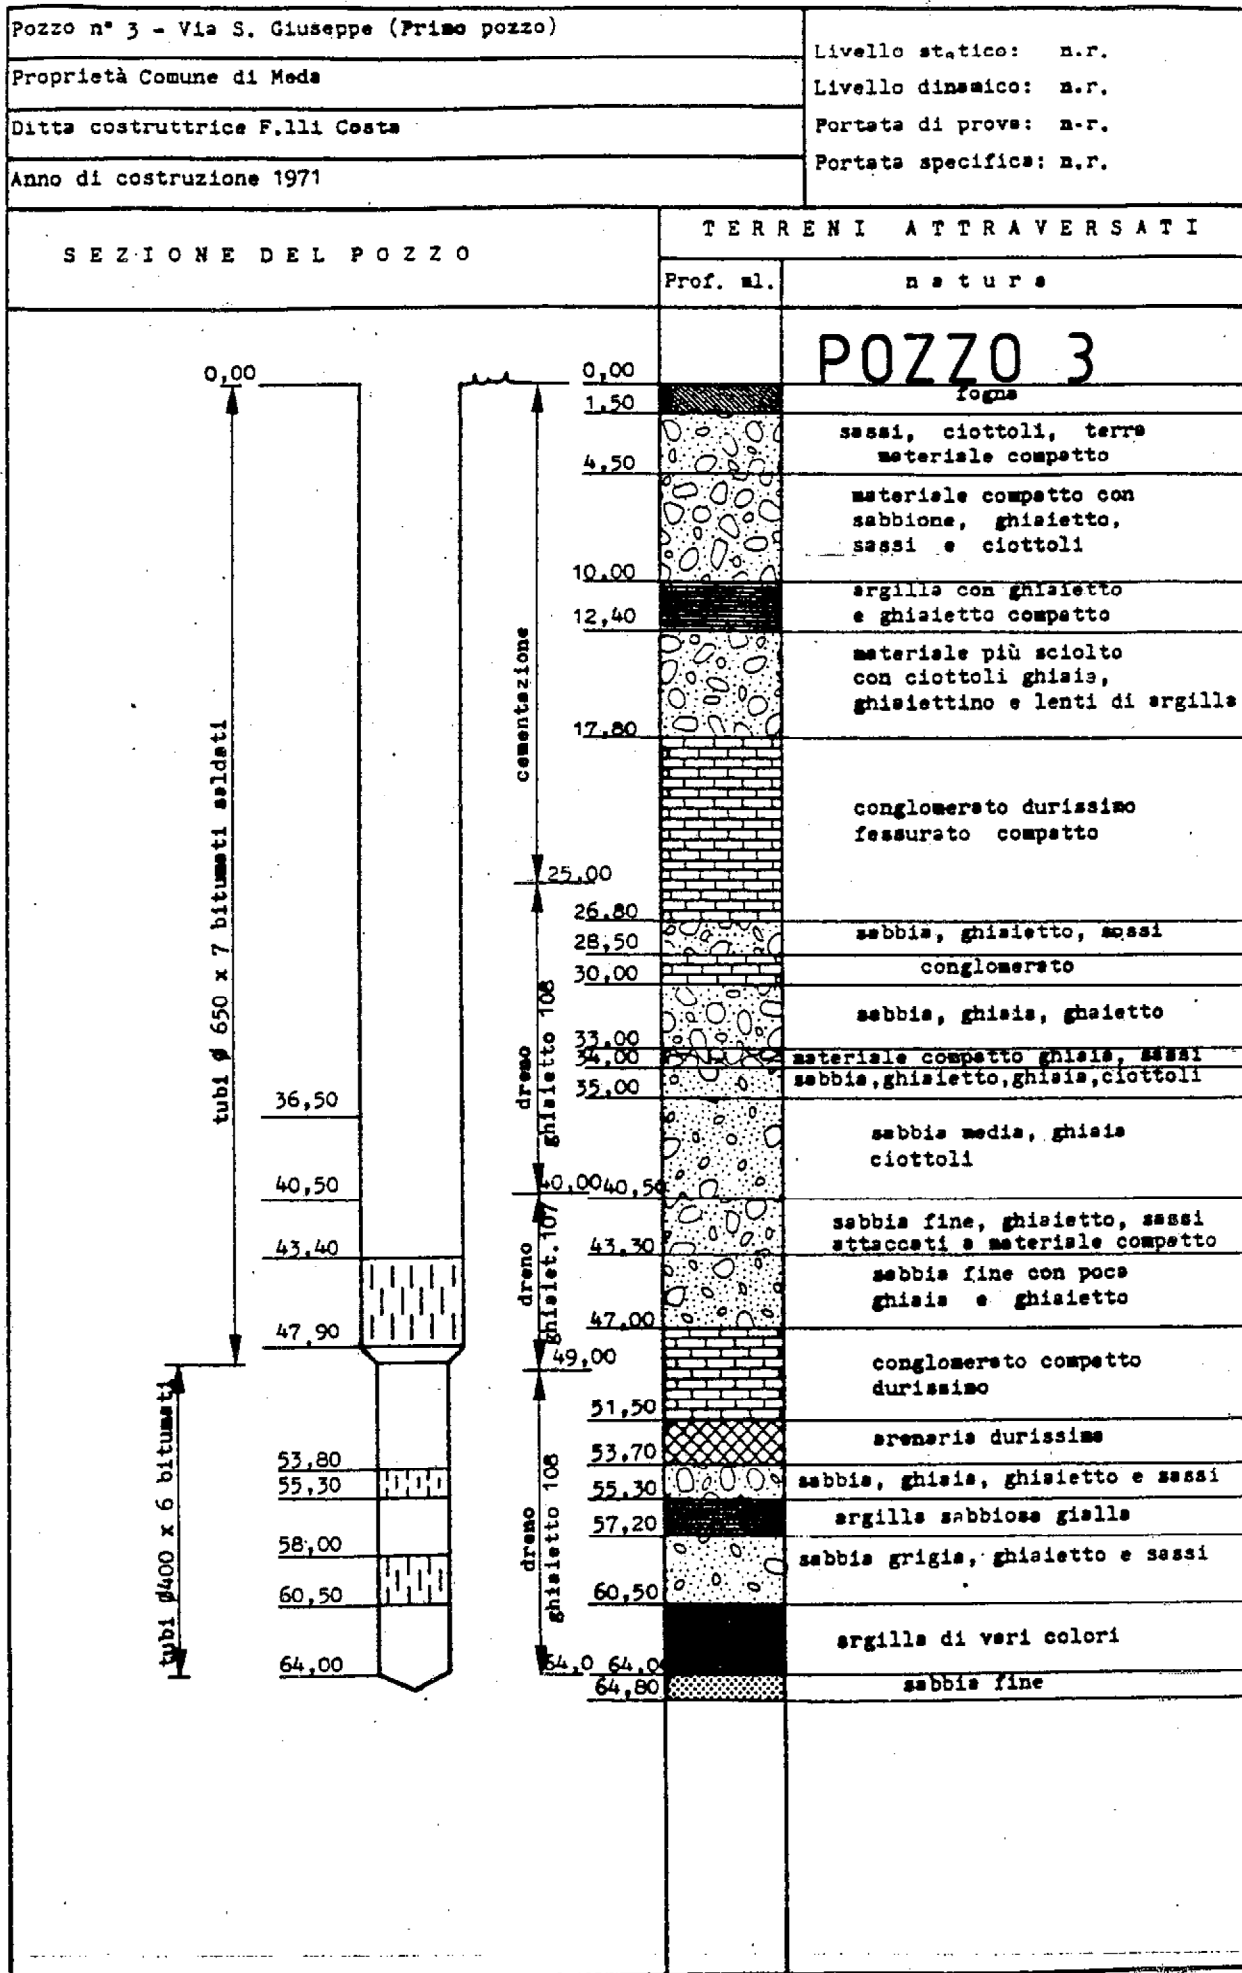 Pozzo n° 3 - Via S. Giuseppe (Primo pozzo)
Proprietà Comune di Meda
Ditta costruttrice F.lli Costa
Anno di costruzione 1971
Livello statico: n.r.
Livello dinamico: n.r.
Portata di prova: n-r.
Portata specifica: n.r.
SEZIONE DEL POZZO
TERRENI ATTRAVERSATI
Prof. ml.
natura
POZZO 3
0,00
tubi ø 650 x 7 bitumati saldati
36,50
40,50
43,40
47,90
tubi ø400 x 6 bitumati
53,80
55,30
58,00
60,50
64,00
cementazione
25,00
dreno
ghiaietto 108
40,00
dreno
ghiaiet.107
49,00
dreno
ghiaietto 108
64,0
0,00
fogna
1,50
sassi, ciottoli, terra
materiale compatto
4,50
materiale compatto con
sabbione, ghiaietto,
sassi e ciottoli
10,00
argilla con ghiaietto
e ghiaietto compatto
12,40
materiale più sciolto
con ciottoli ghiaia,
ghiaiettino e lenti di argilla
17,80
conglomerato durissimo
fessurato compatto
26,80
sabbia, ghiaietto, sassi
28,50
conglomerato
30,00
sabbia, ghiaia, ghaietto
33,00
materiale compatto ghiaia, sassi
34,00
sabbia,ghiaietto,ghiaia,ciottoli
35,00
sabbia media, ghiaia
ciottoli
40,50
sabbia fine, ghiaietto, sassi
attaccati a materiale compatto
43,30
sabbia fine con poca
ghiaia e ghiaietto
47,00
conglomerato compatto
durissimo
51,50
arenaria durissima
53,70
sabbia, ghiaia, ghiaietto e sassi
55,30
argilla sabbiosa gialla
57,20
sabbia grigia, ghiaietto e sassi
60,50
argilla di vari colori
64,00
sabbia fine
64,80